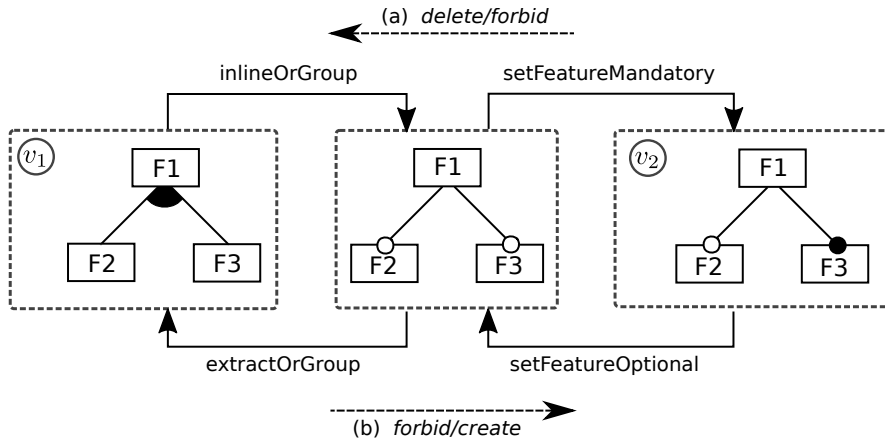 (a) delete/forbid
inlineOrGroup
setFeatureMandatory
v1
F1
F2
F3
F1
F2
F3
v2
F1
F2
F3
extractOrGroup
setFeatureOptional
(b) forbid/create